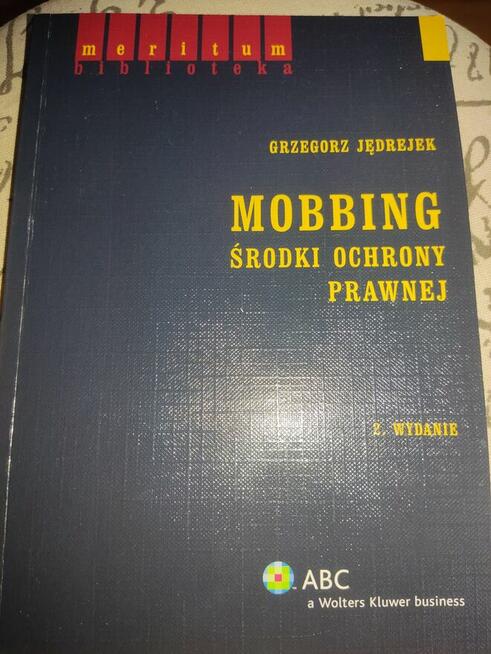 meritum
biblioteka
GRZEGORZ JĘDREJEK
MOBBING
ŚRODKI OCHRONY
PRAWNEJ
2. WYDANIE
ABC
a Wolters Kluwer business